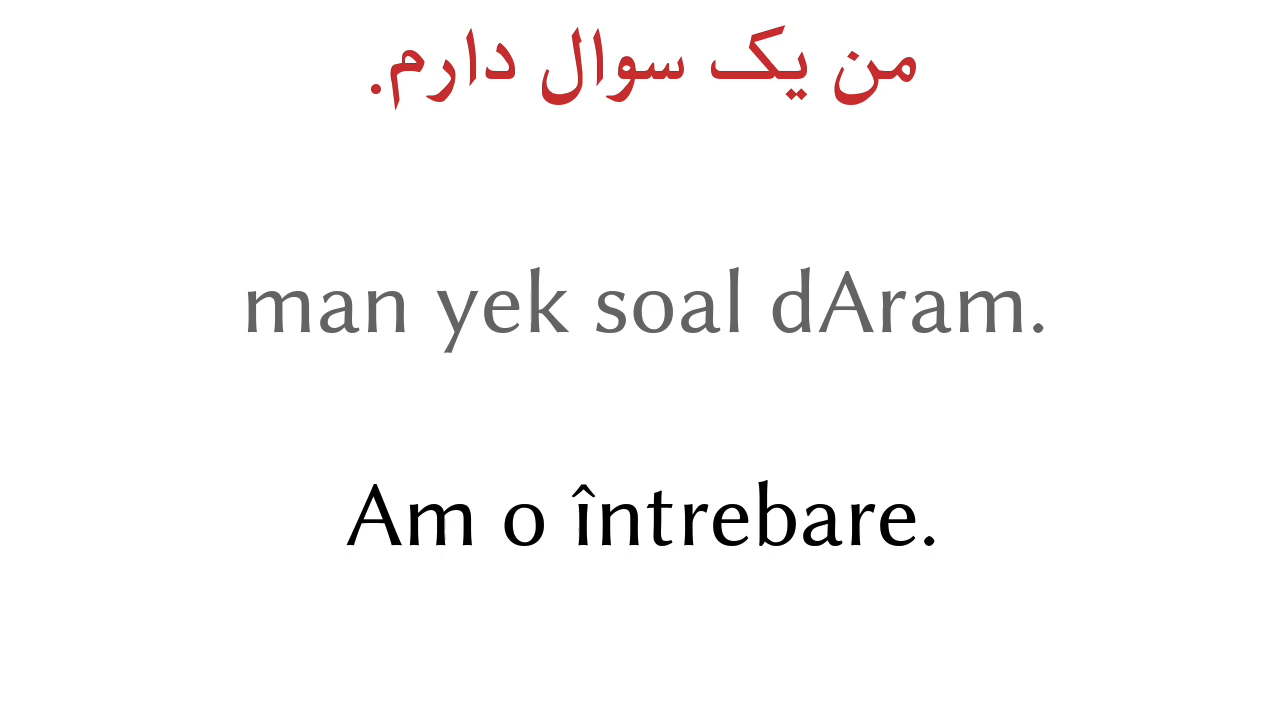 من یک سوال دارم.
man yek soal dAram.
Am o întrebare.